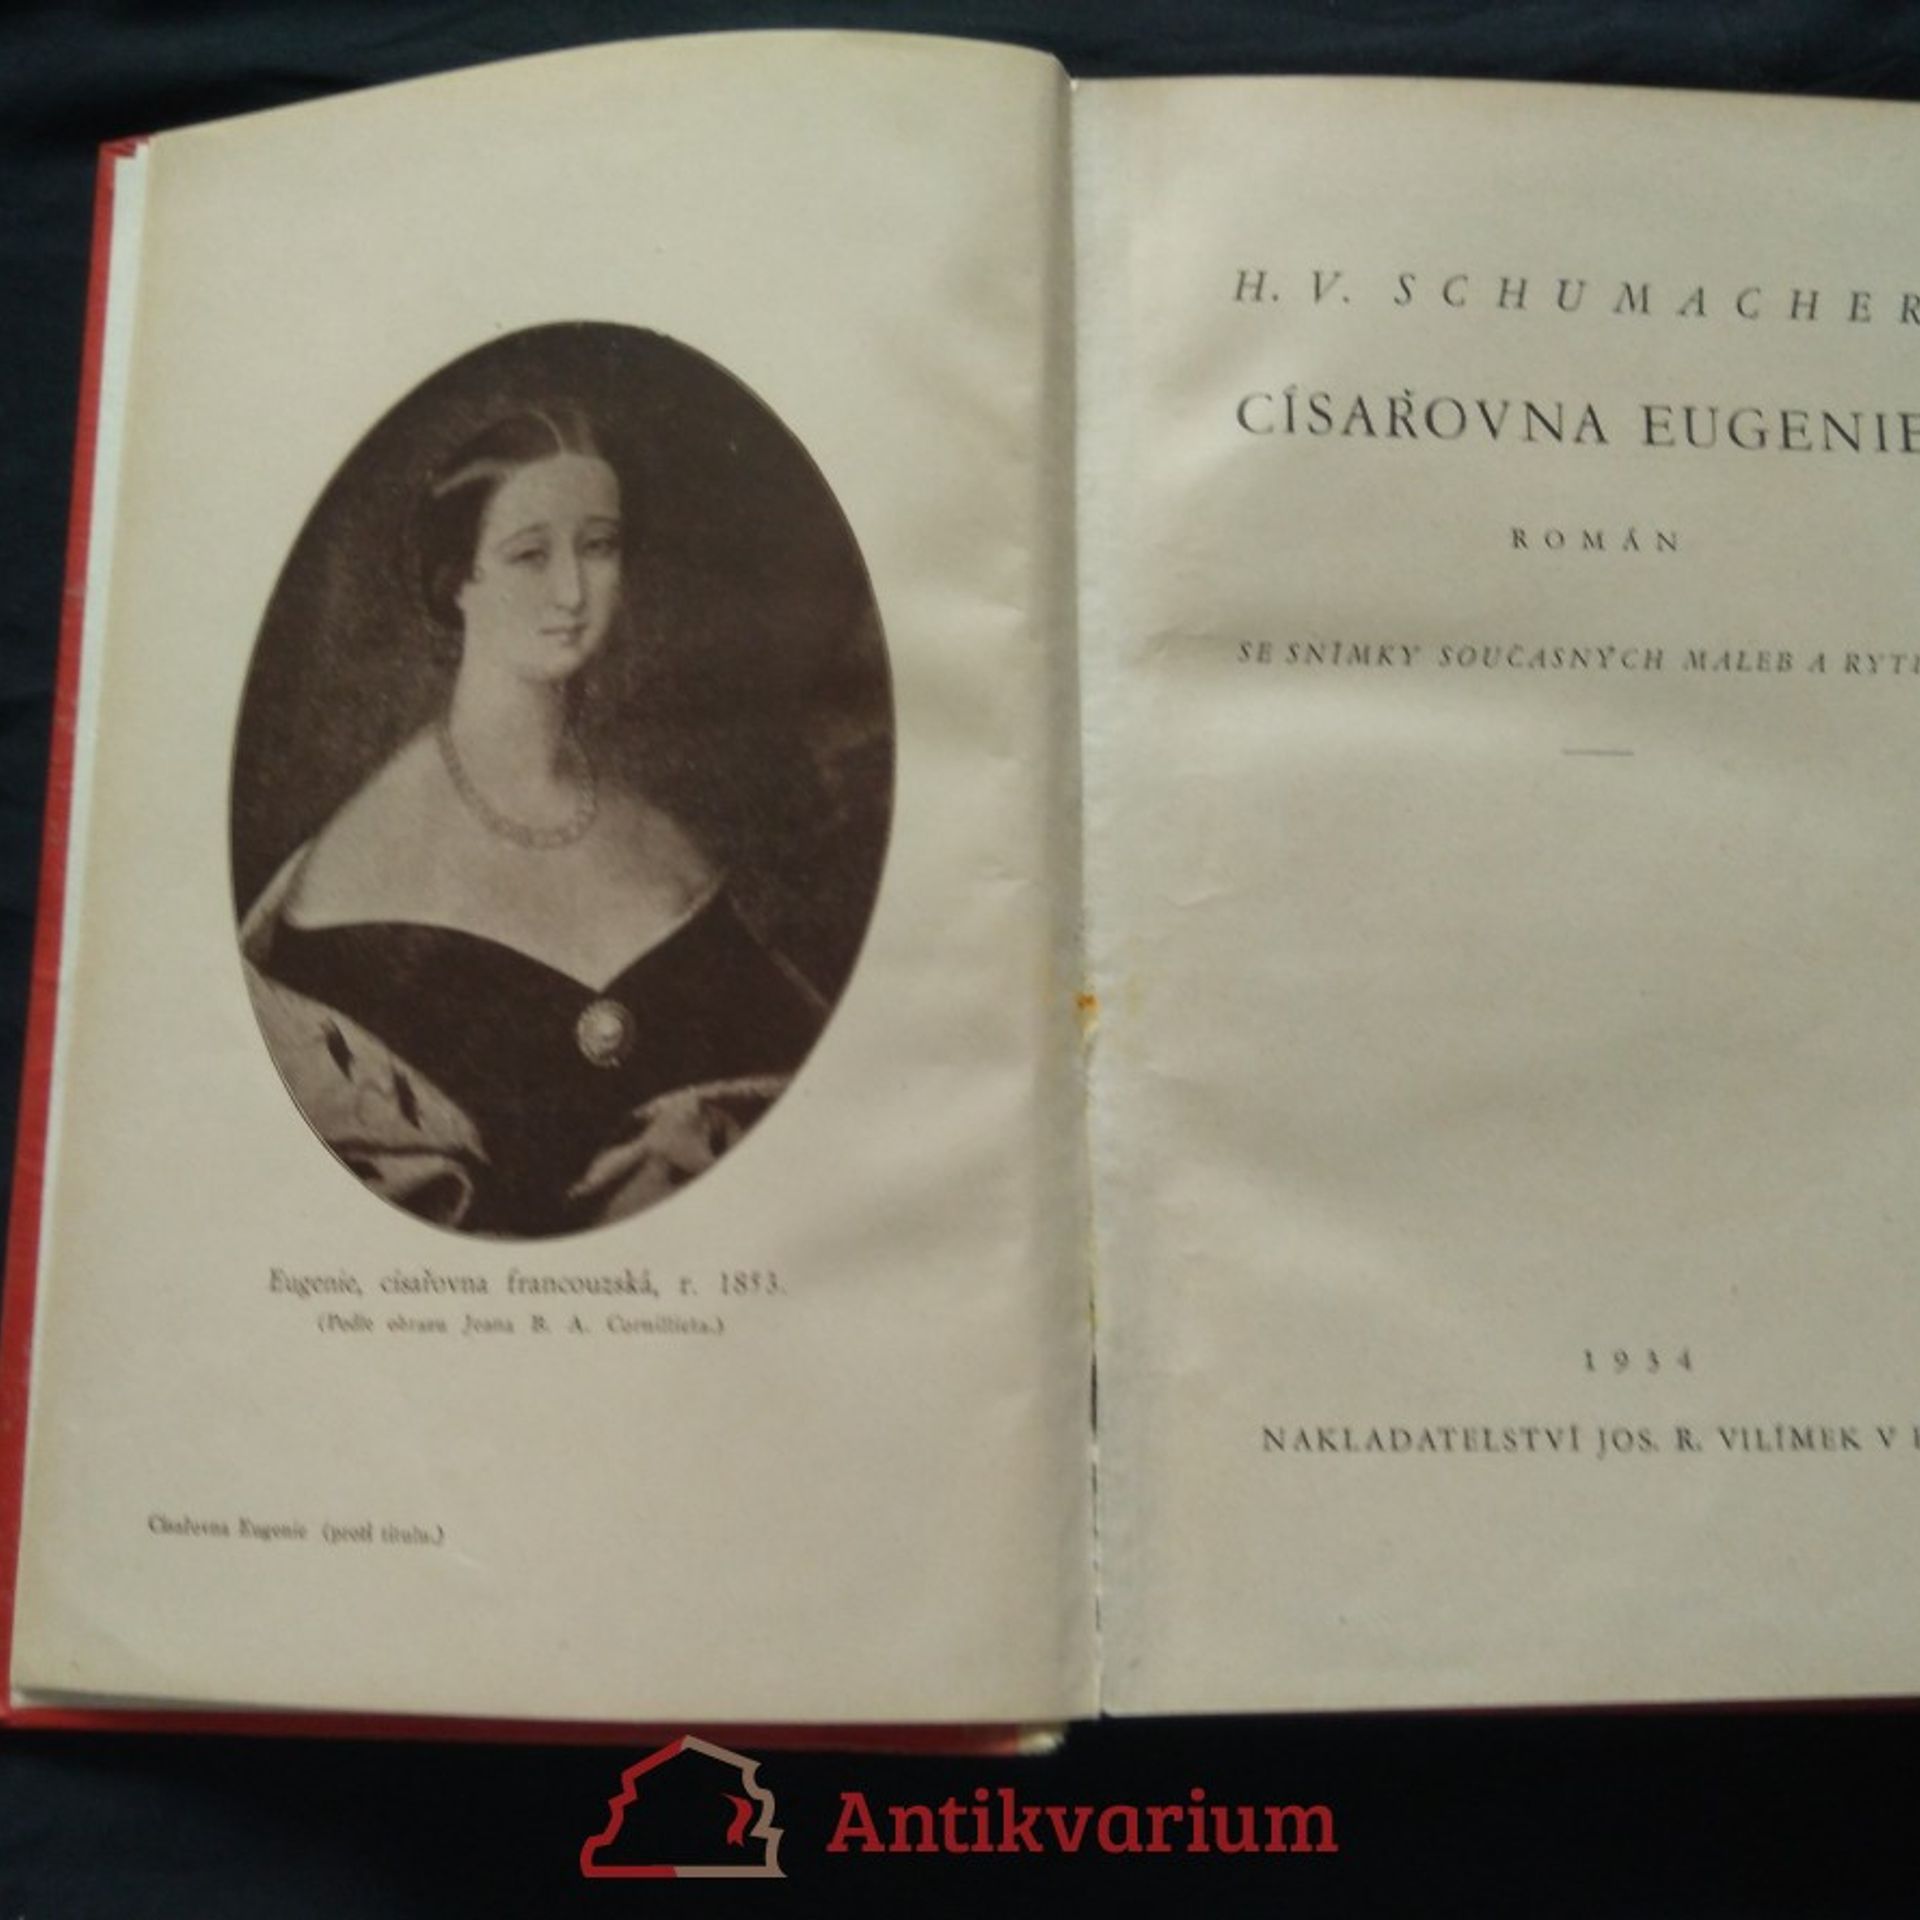 Eugenie, císařovna francouzská, r. 1853.
(Podle obrazu Jeana B. A. Cornillieta.)
Císařovna Eugenie (proti titulu.)
H. V. SCHUMACHER
CÍSAŘOVNA EUGENIE
ROMÁN
SE SNÍMKY SOUČASNÝCH MALEB A
1934
NAKLADATELSTVÍ JOS. R. VILÍMEK V
Antikvarium